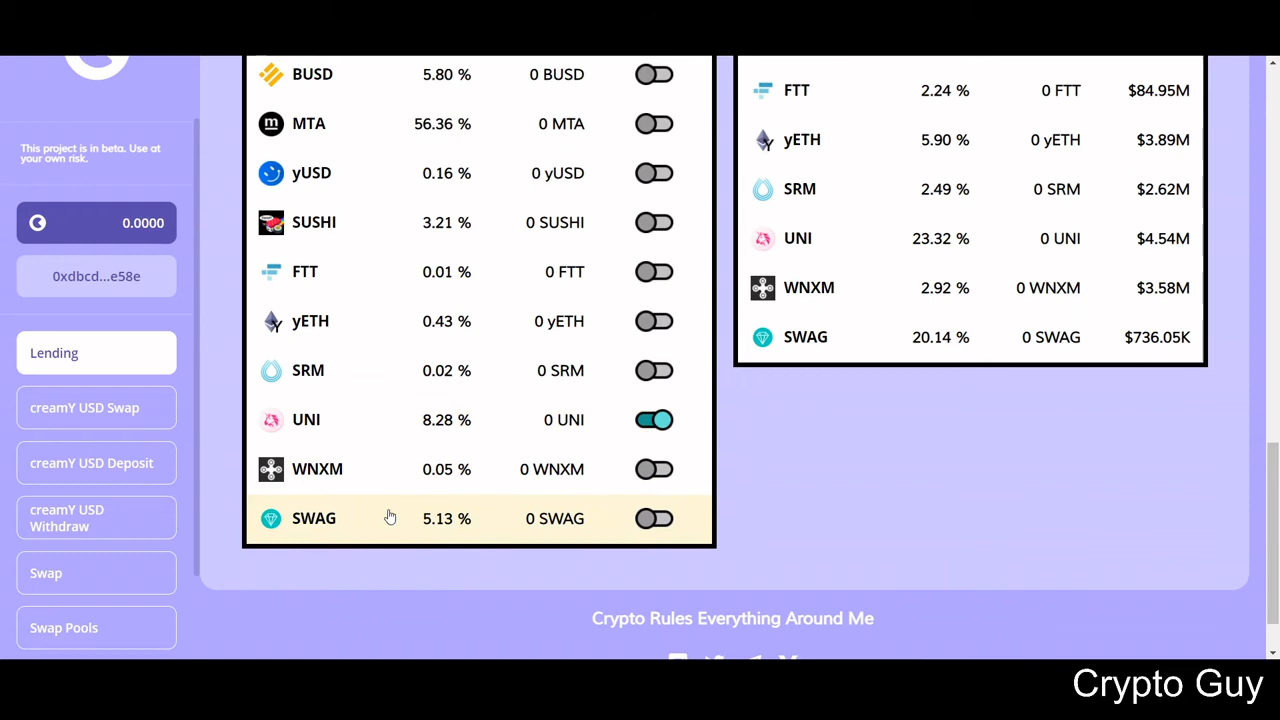 This project is in beta. Use at
your own risk.
0.0000
0xdbcd...e58e
Lending
creamY USD Swap
creamY USD Deposit
creamY USD
Withdraw
Swap
Swap Pools
BUSD 5.80 % 0 BUSD
MTA 56.36 % 0 MTA
yUSD 0.16 % 0 yUSD
SUSHI 3.21 % 0 SUSHI
FTT 0.01 % 0 FTT
yETH 0.43 % 0 yETH
SRM 0.02 % 0 SRM
UNI 8.28 % 0 UNI
WNXM 0.05 % 0 WNXM
SWAG 5.13 % 0 SWAG
FTT 2.24 % 0 FTT $84.95M
yETH 5.90 % 0 yETH $3.89M
SRM 2.49 % 0 SRM $2.62M
UNI 23.32 % 0 UNI $4.54M
WNXM 2.92 % 0 WNXM $3.58M
SWAG 20.14 % 0 SWAG $736.05K
Crypto Rules Everything Around Me
Crypto Guy